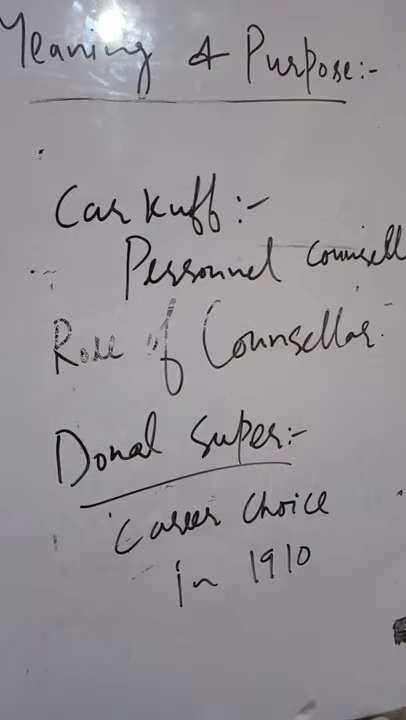 Meaning & Purpose:-
Carkuff:-
Personnel Counsell
Role of Counsellor.
Donal Super:-
Career Choice
in 1910